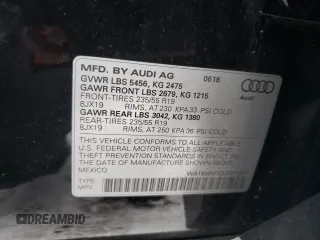 MFD. BY AUDI AG 0618
GVWR LBS 5456, KG 2475
GAWR FRONT LBS 2679, KG 1215
FRONT-TIRES 235/55 R19
8JX19 RIMS, AT 230 KPA 33 PSI COLD
GAWR REAR LBS 3042, KG 1380
REAR-TIRES 235/55 R19
8JX19 RIMS, AT 250 KPA 36 PSI COLD
Audi
THIS VEHICLE CONFORMS TO ALL APPLICABLE
FEDERAL MOTOR VEHICLE SAFETY, BUMPER AND
THEFT PREVENTION STANDARDS IN EFFECT ON
THE DATE OF MANUFACTURE SHOWN ABOVE.
MEXICO
TYPE:
MPV